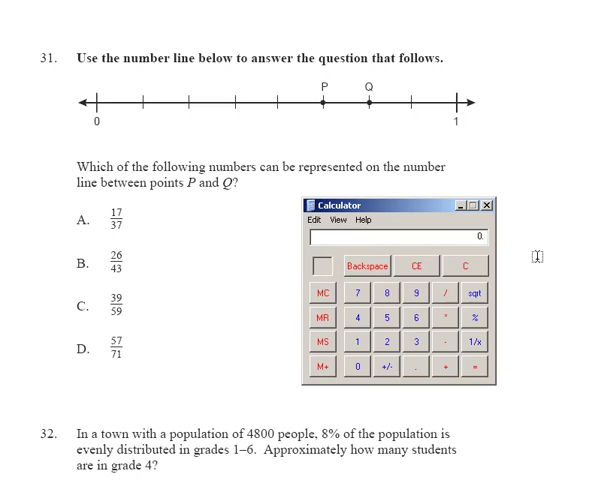 31. Use the number line below to answer the question that follows.
P Q
0 1
Which of the following numbers can be represented on the number
line between points P and Q?
A. 17/37
B. 26/43
C. 39/59
D. 57/71
Calculator
Edit View Help
0.
Backspace CE C
MC 7 8 9 / sqrt
MR 4 5 6 * %
MS 1 2 3 - 1/x
M+ 0 +/- . + =
32. In a town with a population of 4800 people, 8% of the population is
evenly distributed in grades 1–6. Approximately how many students
are in grade 4?